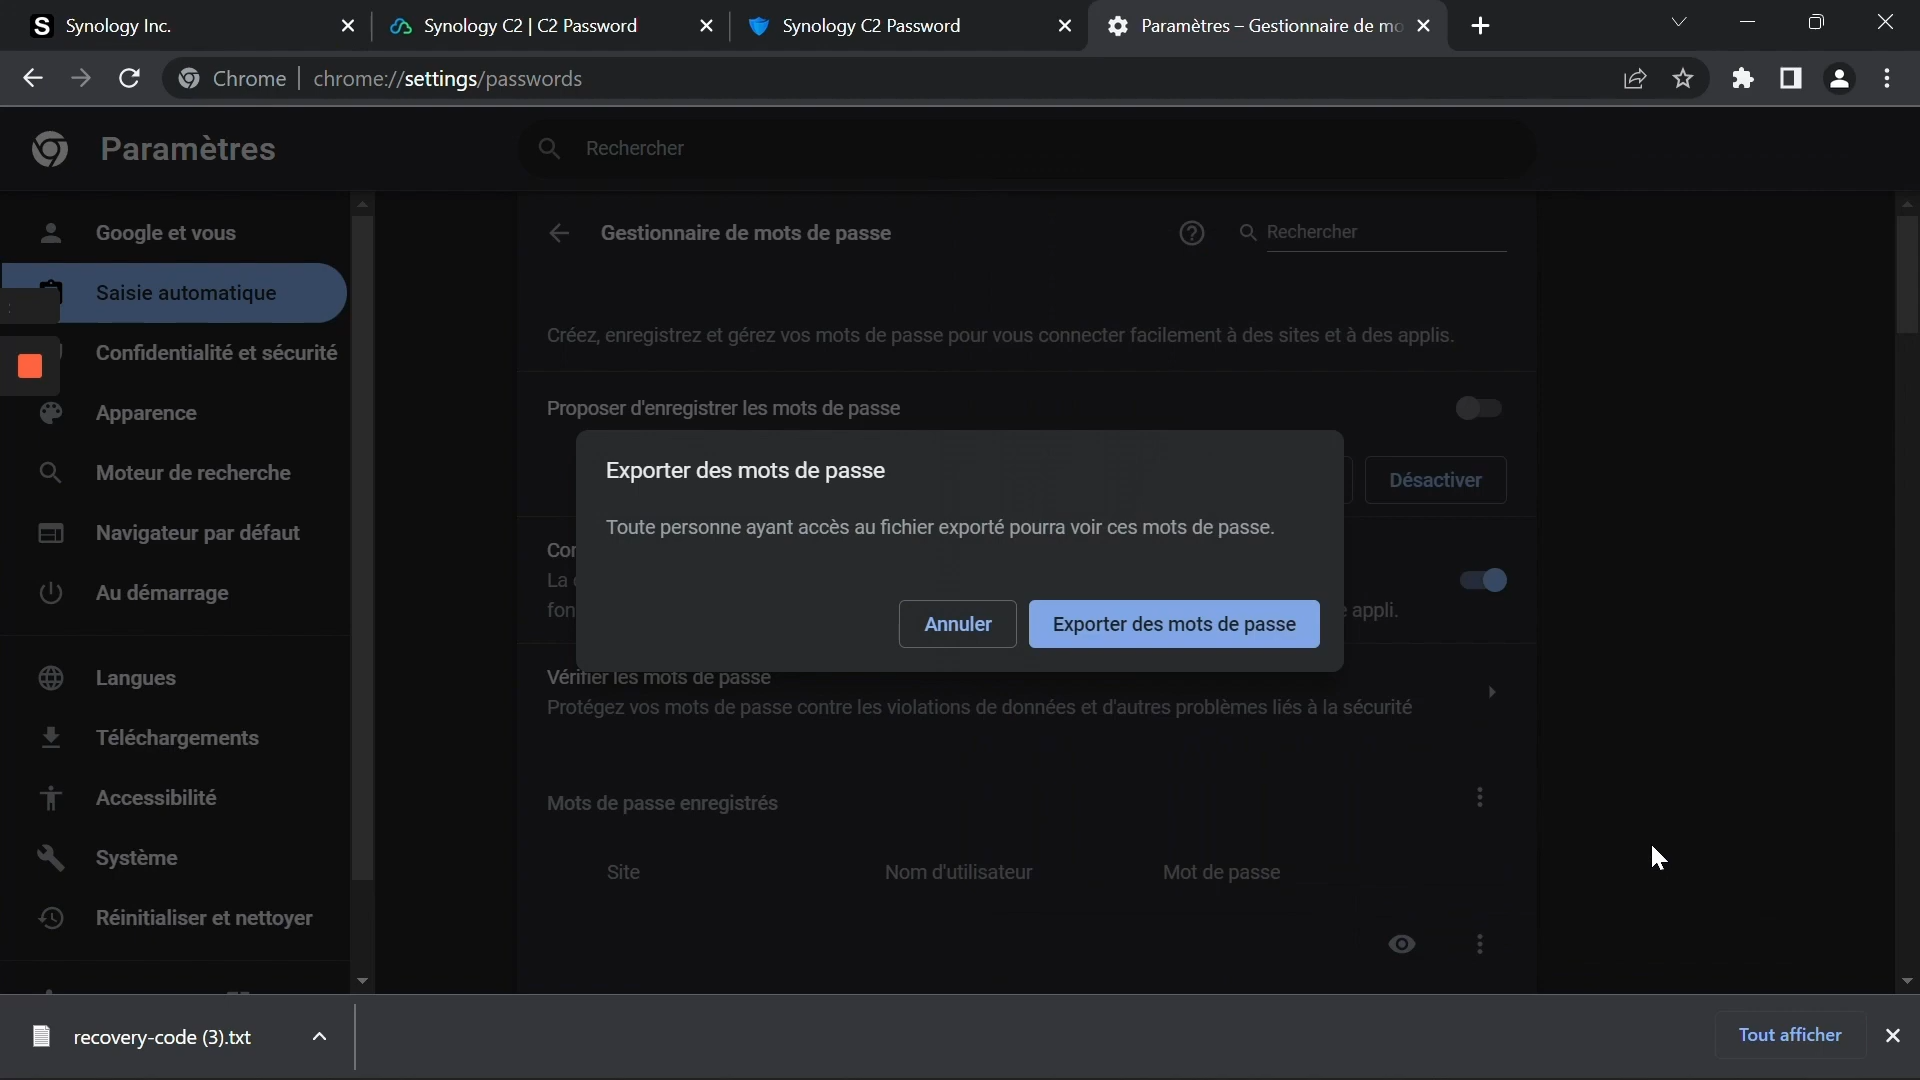 Synology Inc.
Synology C2 | C2 Password
Synology C2 Password
Paramètres – Gestionnaire de mo
Chrome
chrome://settings/passwords
Paramètres
Rechercher
Google et vous
Saisie automatique
Confidentialité et sécurité
Apparence
Moteur de recherche
Navigateur par défaut
Au démarrage
Langues
Téléchargements
Accessibilité
Système
Réinitialiser et nettoyer
Gestionnaire de mots de passe
Rechercher
Créez, enregistrez et gérez vos mots de passe pour vous connecter facilement à des sites et à des applis.
Proposer d'enregistrer les mots de passe
Désactiver
Exporter des mots de passe
Toute personne ayant accès au fichier exporté pourra voir ces mots de passe.
Annuler
Exporter des mots de passe
Con
La
fon
appli.
Vérifier les mots de passe
Protégez vos mots de passe contre les violations de données et d'autres problèmes liés à la sécurité
Mots de passe enregistrés
Site
Nom d'utilisateur
Mot de passe
recovery-code (3).txt
Tout afficher